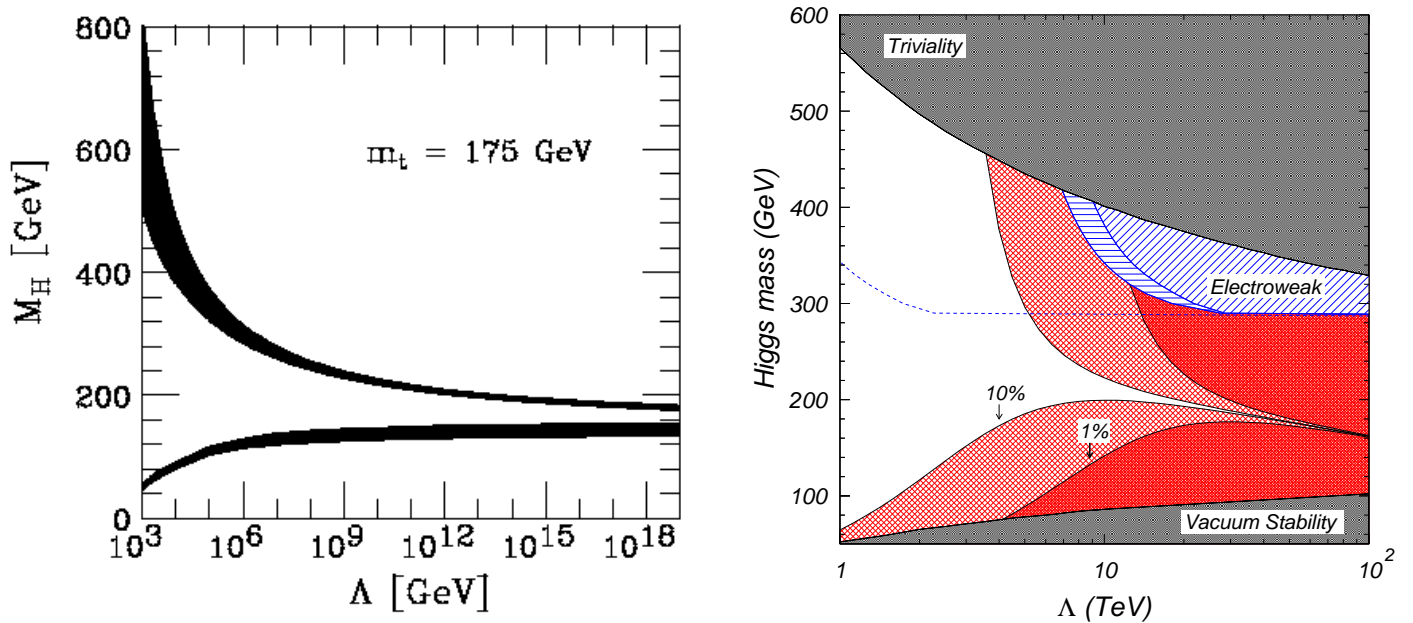 800
600
400
200
0
M_H [GeV]
m_t = 175 GeV
10^3 10^6 10^9 10^12 10^15 10^18
Λ [GeV]
600
500
400
300
200
100
Higgs mass (GeV)
Triviality
Electroweak
10%
1%
Vacuum Stability
1 10 10^2
Λ (TeV)